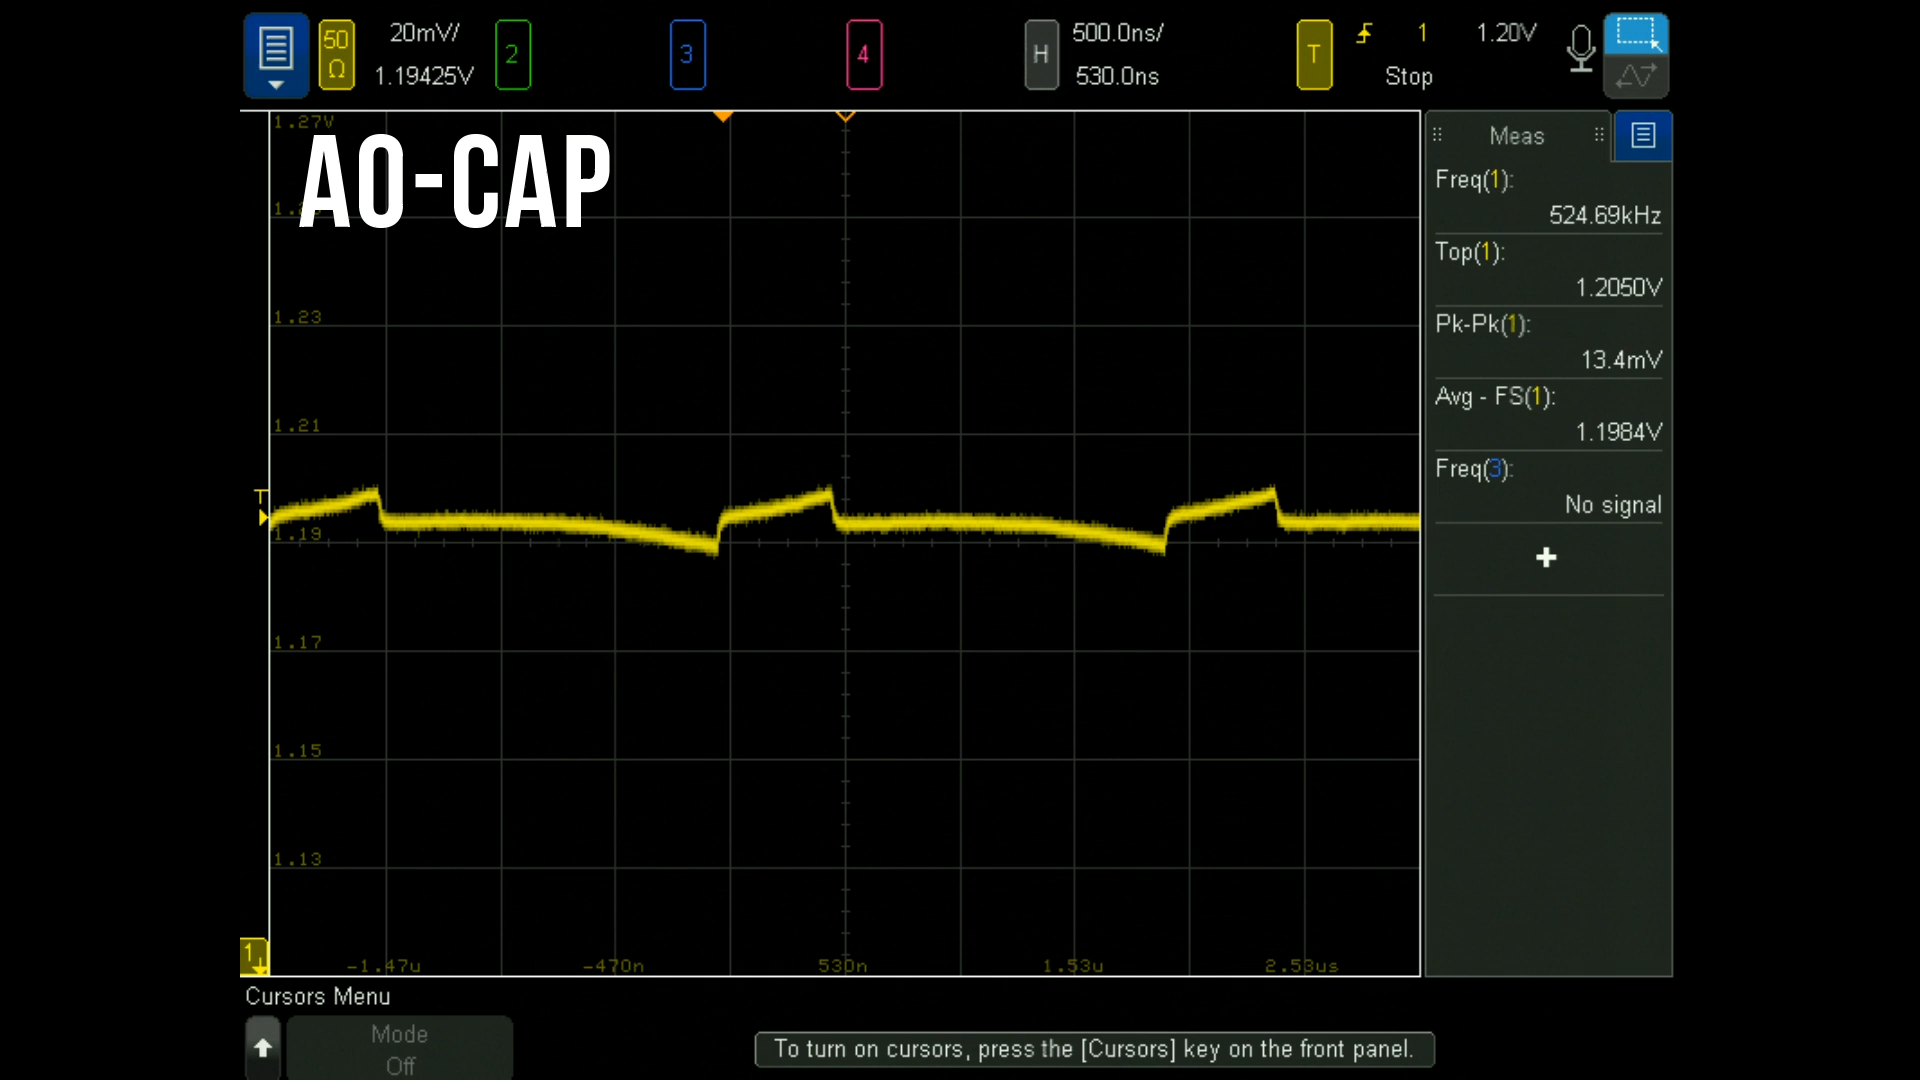 50
Ω
20mV/
1.19425V
2
3
4
H
500.0ns/
530.0ns
T
1
1.20V
Stop
1.27V
AO-CAP
1.23
1.21
T
1.19
1.17
1.15
1.13
1
-1.47u
-470n
530n
1.53u
2.53us
Meas
Freq(1):
524.69kHz
Top(1):
1.2050V
Pk-Pk(1):
13.4mV
Avg - FS(1):
1.1984V
Freq(3):
No signal
Cursors Menu
Mode
Off
To turn on cursors, press the [Cursors] key on the front panel.